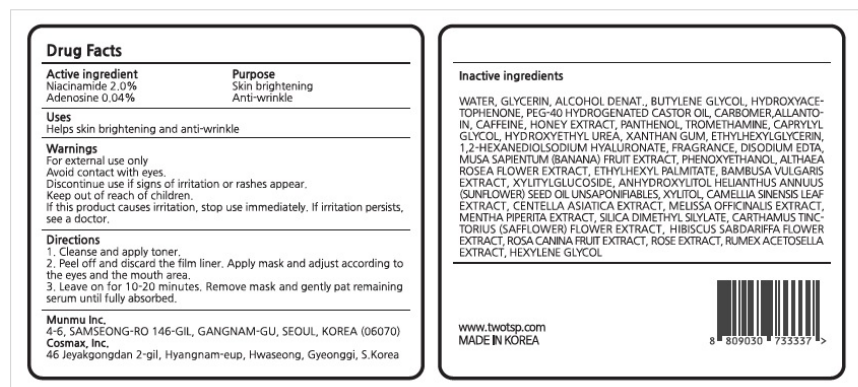 Drug Facts
Active ingredient Purpose
Niacinamide 2.0% Skin brightening
Adenosine 0.04% Anti-wrinkle
Uses
Helps skin brightening and anti-wrinkle
Warnings
For external use only
Avoid contact with eyes.
Discontinue use if signs of irritation or rashes appear.
Keep out of reach of children.
If this product causes irritation, stop use immediately. If irritation persists,
see a doctor.
Directions
1. Cleanse and apply toner.
2. Peel off and discard the film liner. Apply mask and adjust according to
the eyes and the mouth area.
3. Leave on for 10-20 minutes. Remove mask and gently pat remaining
serum until fully absorbed.
Munmu Inc.
4-6, SAMSEONG-RO 146-GIL, GANGNAM-GU, SEOUL, KOREA (06070)
Cosmax, Inc.
46 Jeyakgongdan 2-gil, Hyangnam-eup, Hwaseong, Gyeonggi, S.Korea
Inactive ingredients
WATER, GLYCERIN, ALCOHOL DENAT., BUTYLENE GLYCOL, HYDROXYACE-
TOPHENONE, PEG-40 HYDROGENATED CASTOR OIL, CARBOMER,ALLANTO-
IN, CAFFEINE, HONEY EXTRACT, PANTHENOL, TROMETHAMINE, CAPRYLYL
GLYCOL, HYDROXYETHYL UREA, XANTHAN GUM, ETHYLHEXYLGLYCERIN,
1,2-HEXANEDIOLSODIUM HYALURONATE, FRAGRANCE, DISODIUM EDTA,
MUSA SAPIENTUM (BANANA) FRUIT EXTRACT, PHENOXYETHANOL, ALTHAEA
ROSEA FLOWER EXTRACT, ETHYLHEXYL PALMITATE, BAMBUSA VULGARIS
EXTRACT, XYLITYLGLUCOSIDE, ANHYDROXYLITOL HELIANTHUS ANNUUS
(SUNFLOWER) SEED OIL UNSAPONIFIABLES, XYLITOL, CAMELLIA SINENSIS LEAF
EXTRACT, CENTELLA ASIATICA EXTRACT, MELISSA OFFICINALIS EXTRACT,
MENTHA PIPERITA EXTRACT, SILICA DIMETHYL SILYLATE, CARTHAMUS TINC-
TORIUS (SAFFLOWER) FLOWER EXTRACT, HIBISCUS SABDARIFFA FLOWER
EXTRACT, ROSA CANINA FRUIT EXTRACT, ROSE EXTRACT, RUMEX ACETOSELLA
EXTRACT, HEXYLENE GLYCOL
www.twotsp.com
MADE IN KOREA
8 809030 733337 >